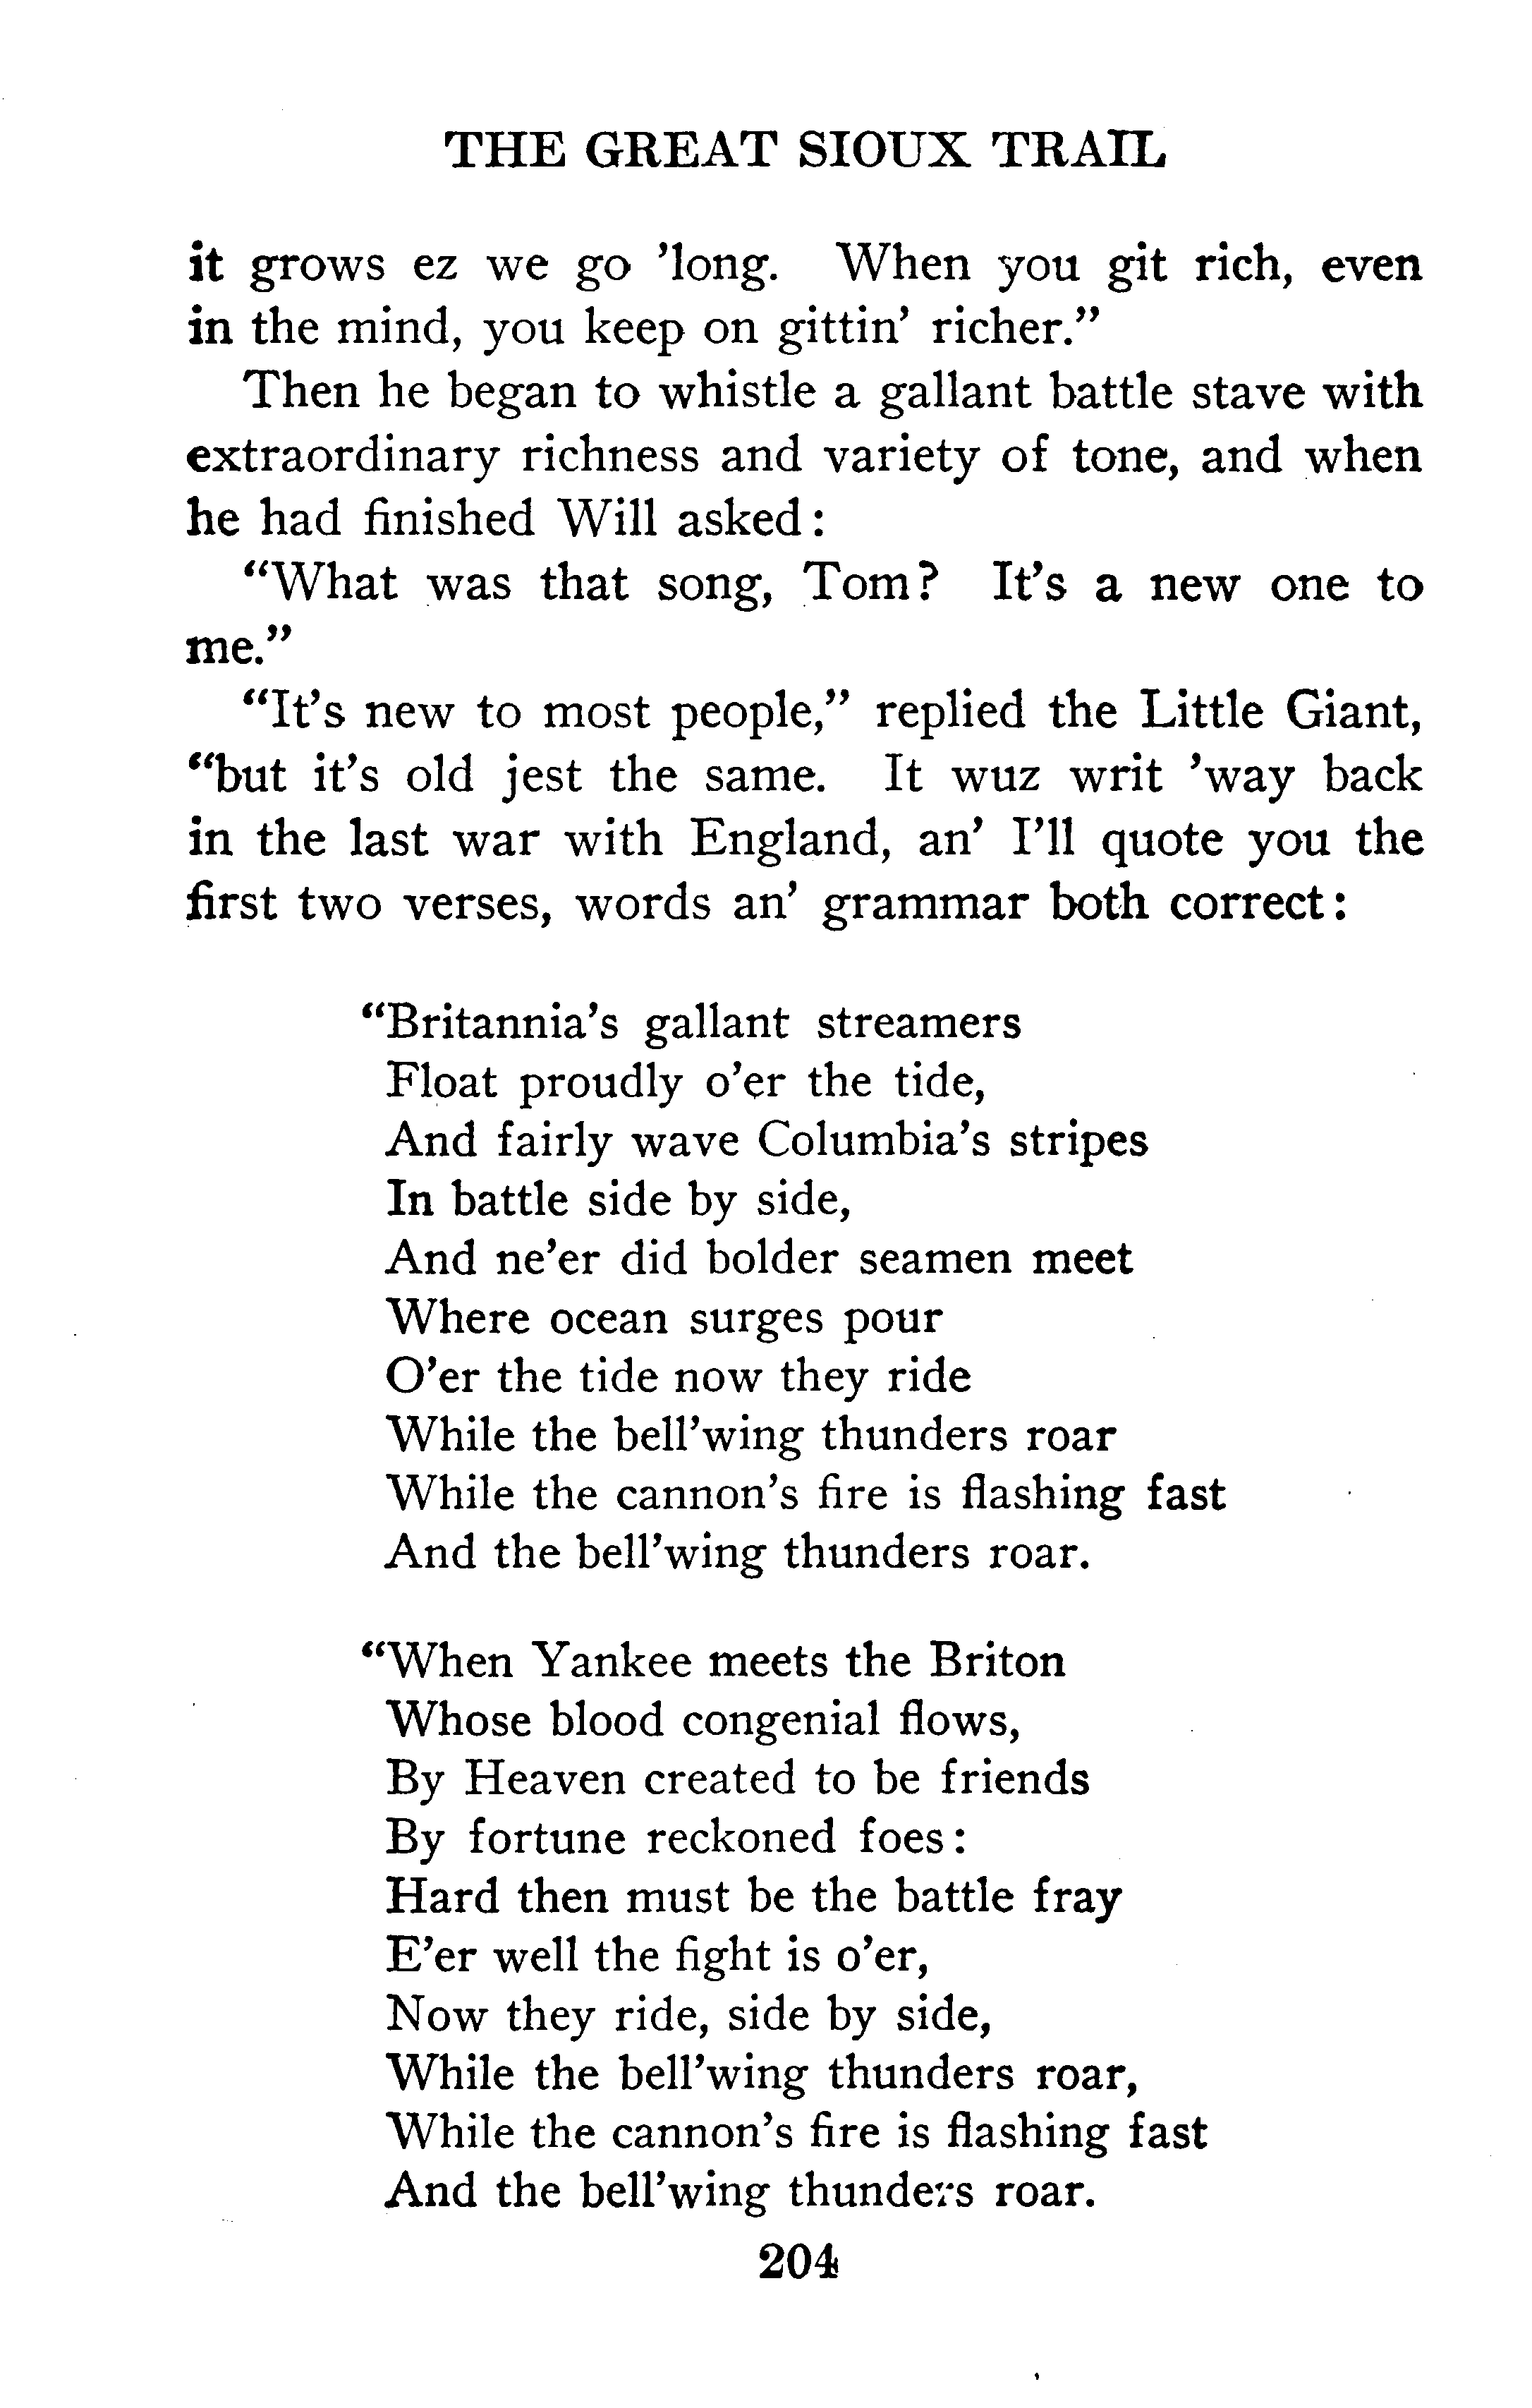 THE GREAT SIOUX TRAIL
it grows ez we go ’long. When you git rich, even
in the mind, you keep on gittin’ richer.”
Then he began to whistle a gallant battle stave with
extraordinary richness and variety of tone, and when
he had finished Will asked:
“What was that song, Tom? It’s a new one to
me.”
“It’s new to most people,” replied the Little Giant,
“but it’s old jest the same. It wuz writ ’way back
in the last war with England, an’ I’ll quote you the
first two verses, words an’ grammar both correct:
“Britannia’s gallant streamers
Float proudly o’er the tide,
And fairly wave Columbia’s stripes
In battle side by side,
And ne’er did bolder seamen meet
Where ocean surges pour
O’er the tide now they ride
While the bell’wing thunders roar
While the cannon’s fire is flashing fast
And the bell’wing thunders roar.
“When Yankee meets the Briton
Whose blood congenial flows,
By Heaven created to be friends
By fortune reckoned foes:
Hard then must be the battle fray
E’er well the fight is o’er,
Now they ride, side by side,
While the bell’wing thunders roar,
While the cannon’s fire is flashing fast
And the bell’wing thunders roar.
204